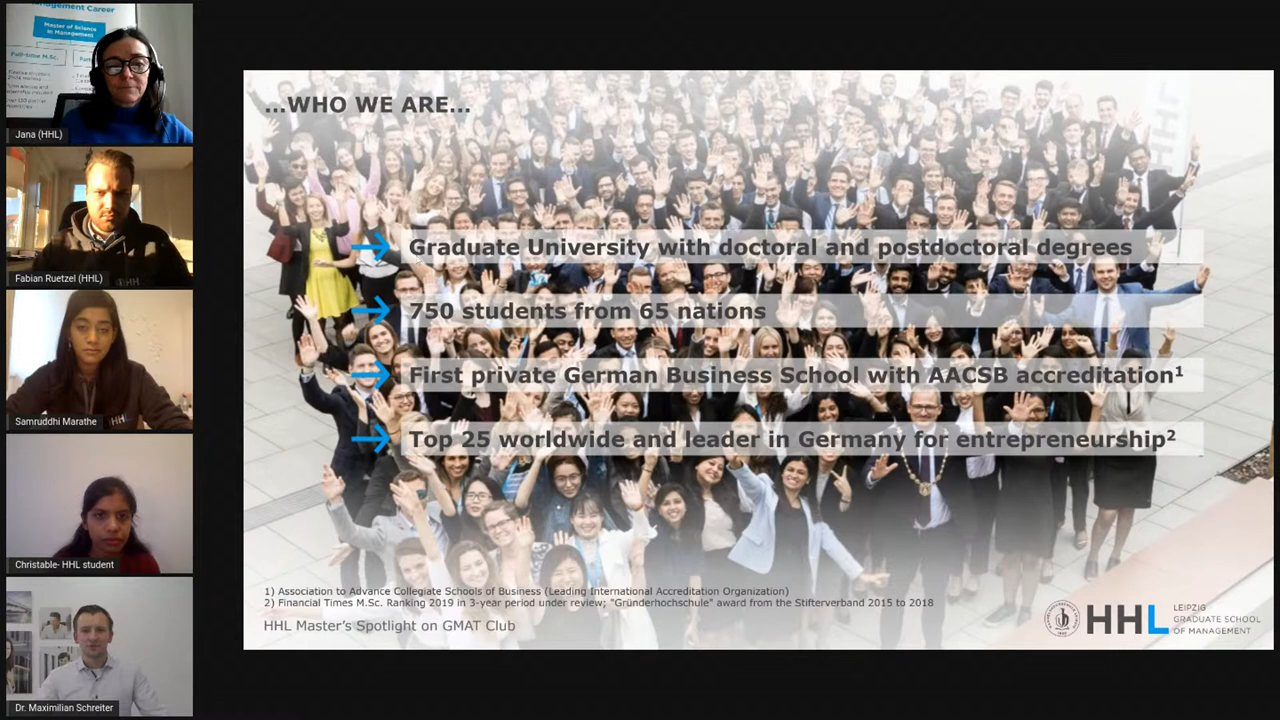 Management Career
Master of Science
in Management
Full-time M.Sc.
Jana (HHL)
Fabian Ruetzel (HHL)
HHL
Samruddhi Marathe
HHL
Christable- HHL student
Dr. Maximilian Schreiter
...WHO WE ARE...
Graduate University with doctoral and postdoctoral degrees
750 students from 65 nations
First private German Business School with AACSB accreditation¹
Top 25 worldwide and leader in Germany for entrepreneurship²
1) Association to Advance Collegiate Schools of Business (Leading International Accreditation Organization)
2) Financial Times M.Sc. Ranking 2019 in 3-year period under review; "Gründerhochschule" award from the Stifterverband 2015 to 2018
HHL Master's Spotlight on GMAT Club
HHL
LEIPZIG
GRADUATE SCHOOL
OF MANAGEMENT